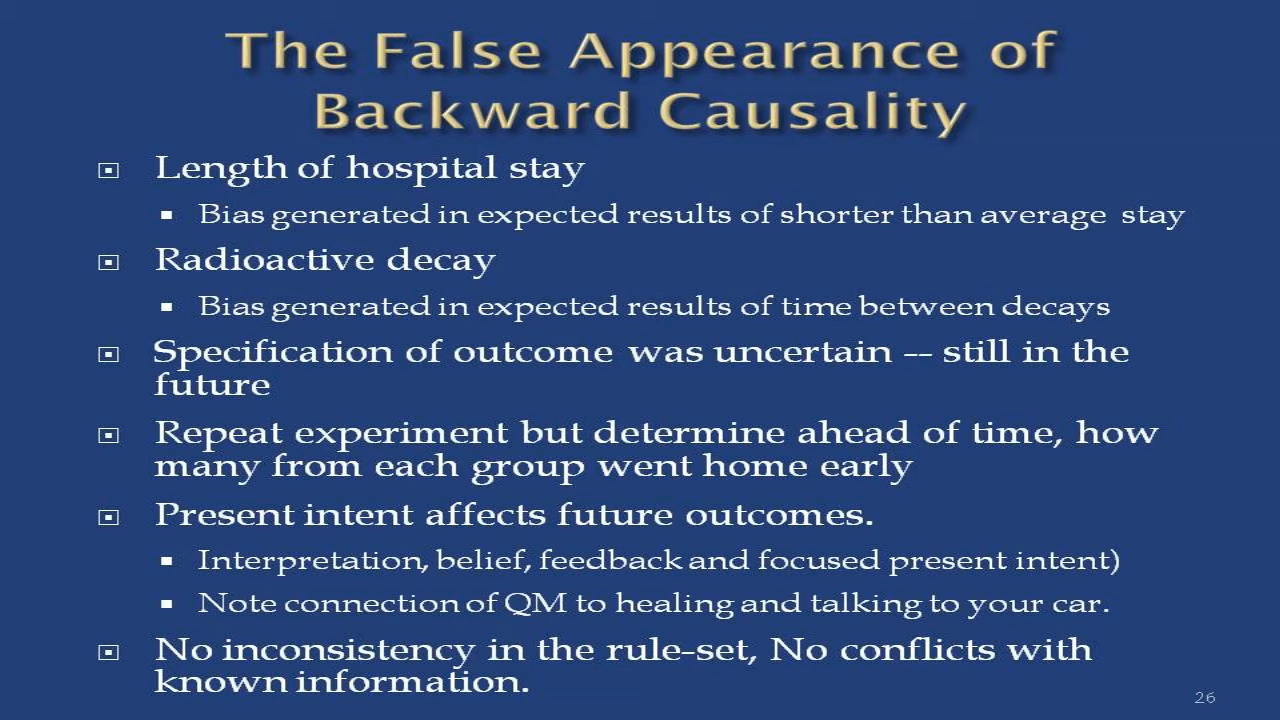 The False Appearance of
Backward Causality
Length of hospital stay
Bias generated in expected results of shorter than average stay
Radioactive decay
Bias generated in expected results of time between decays
Specification of outcome was uncertain -- still in the
future
Repeat experiment but determine ahead of time, how
many from each group went home early
Present intent affects future outcomes.
Interpretation, belief, feedback and focused present intent)
Note connection of QM to healing and talking to your car.
No inconsistency in the rule-set, No conflicts with
known information.
26